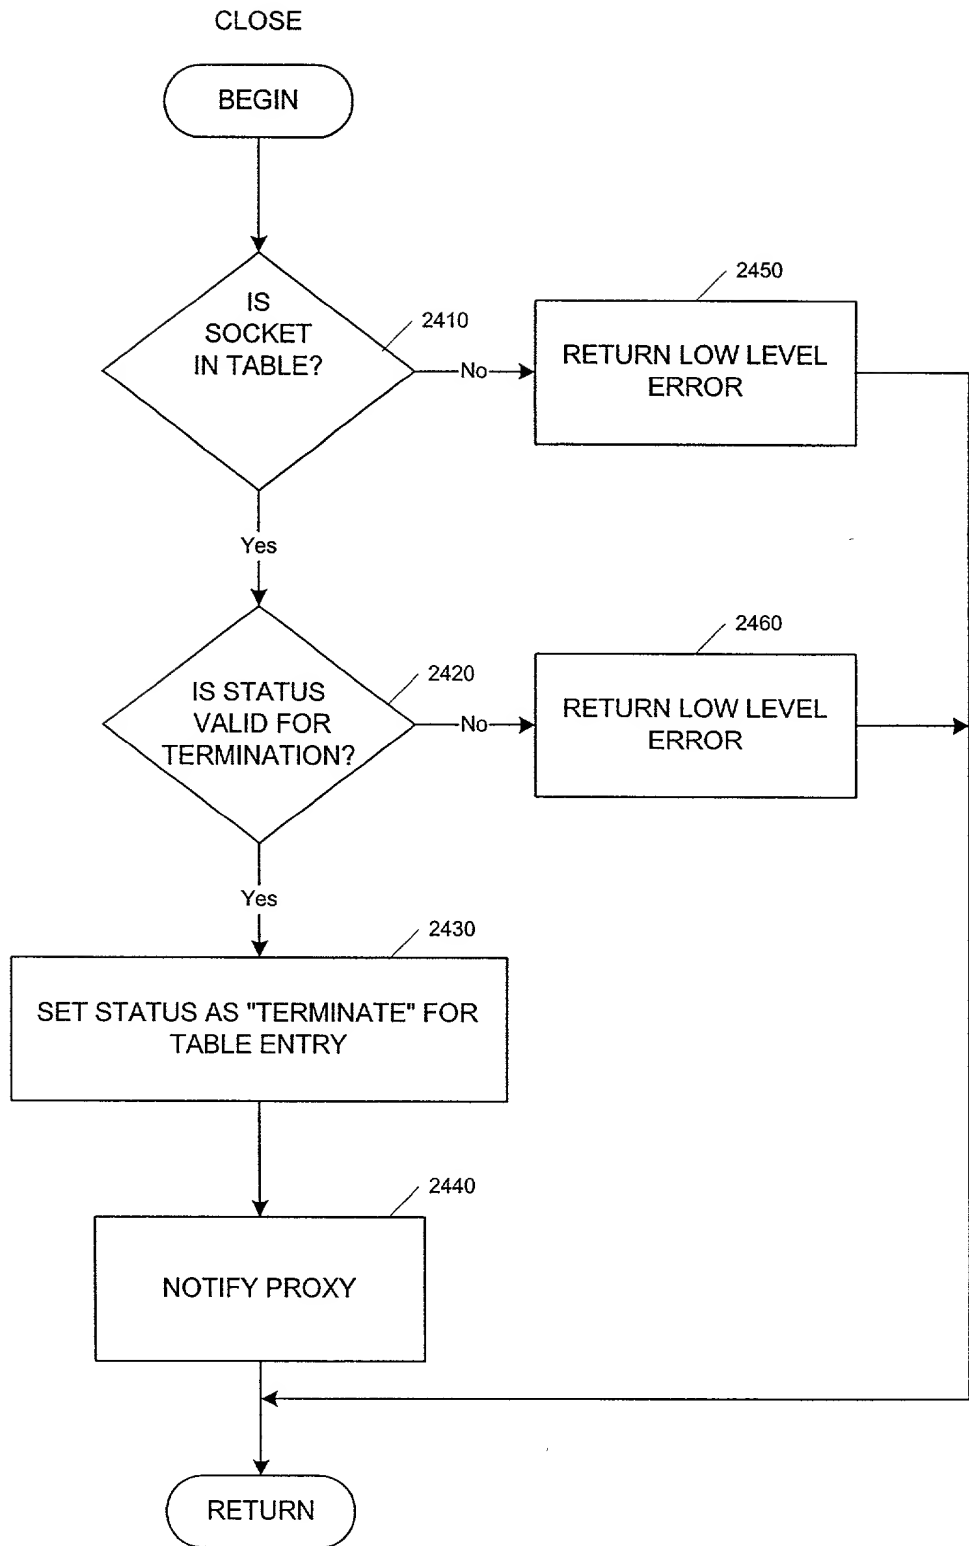 CLOSE
BEGIN
IS
SOCKET
IN TABLE?
2410
No
2450
RETURN LOW LEVEL
ERROR
Yes
IS STATUS
VALID FOR
TERMINATION?
2420
No
2460
RETURN LOW LEVEL
ERROR
Yes
2430
SET STATUS AS "TERMINATE" FOR
TABLE ENTRY
2440
NOTIFY PROXY
RETURN